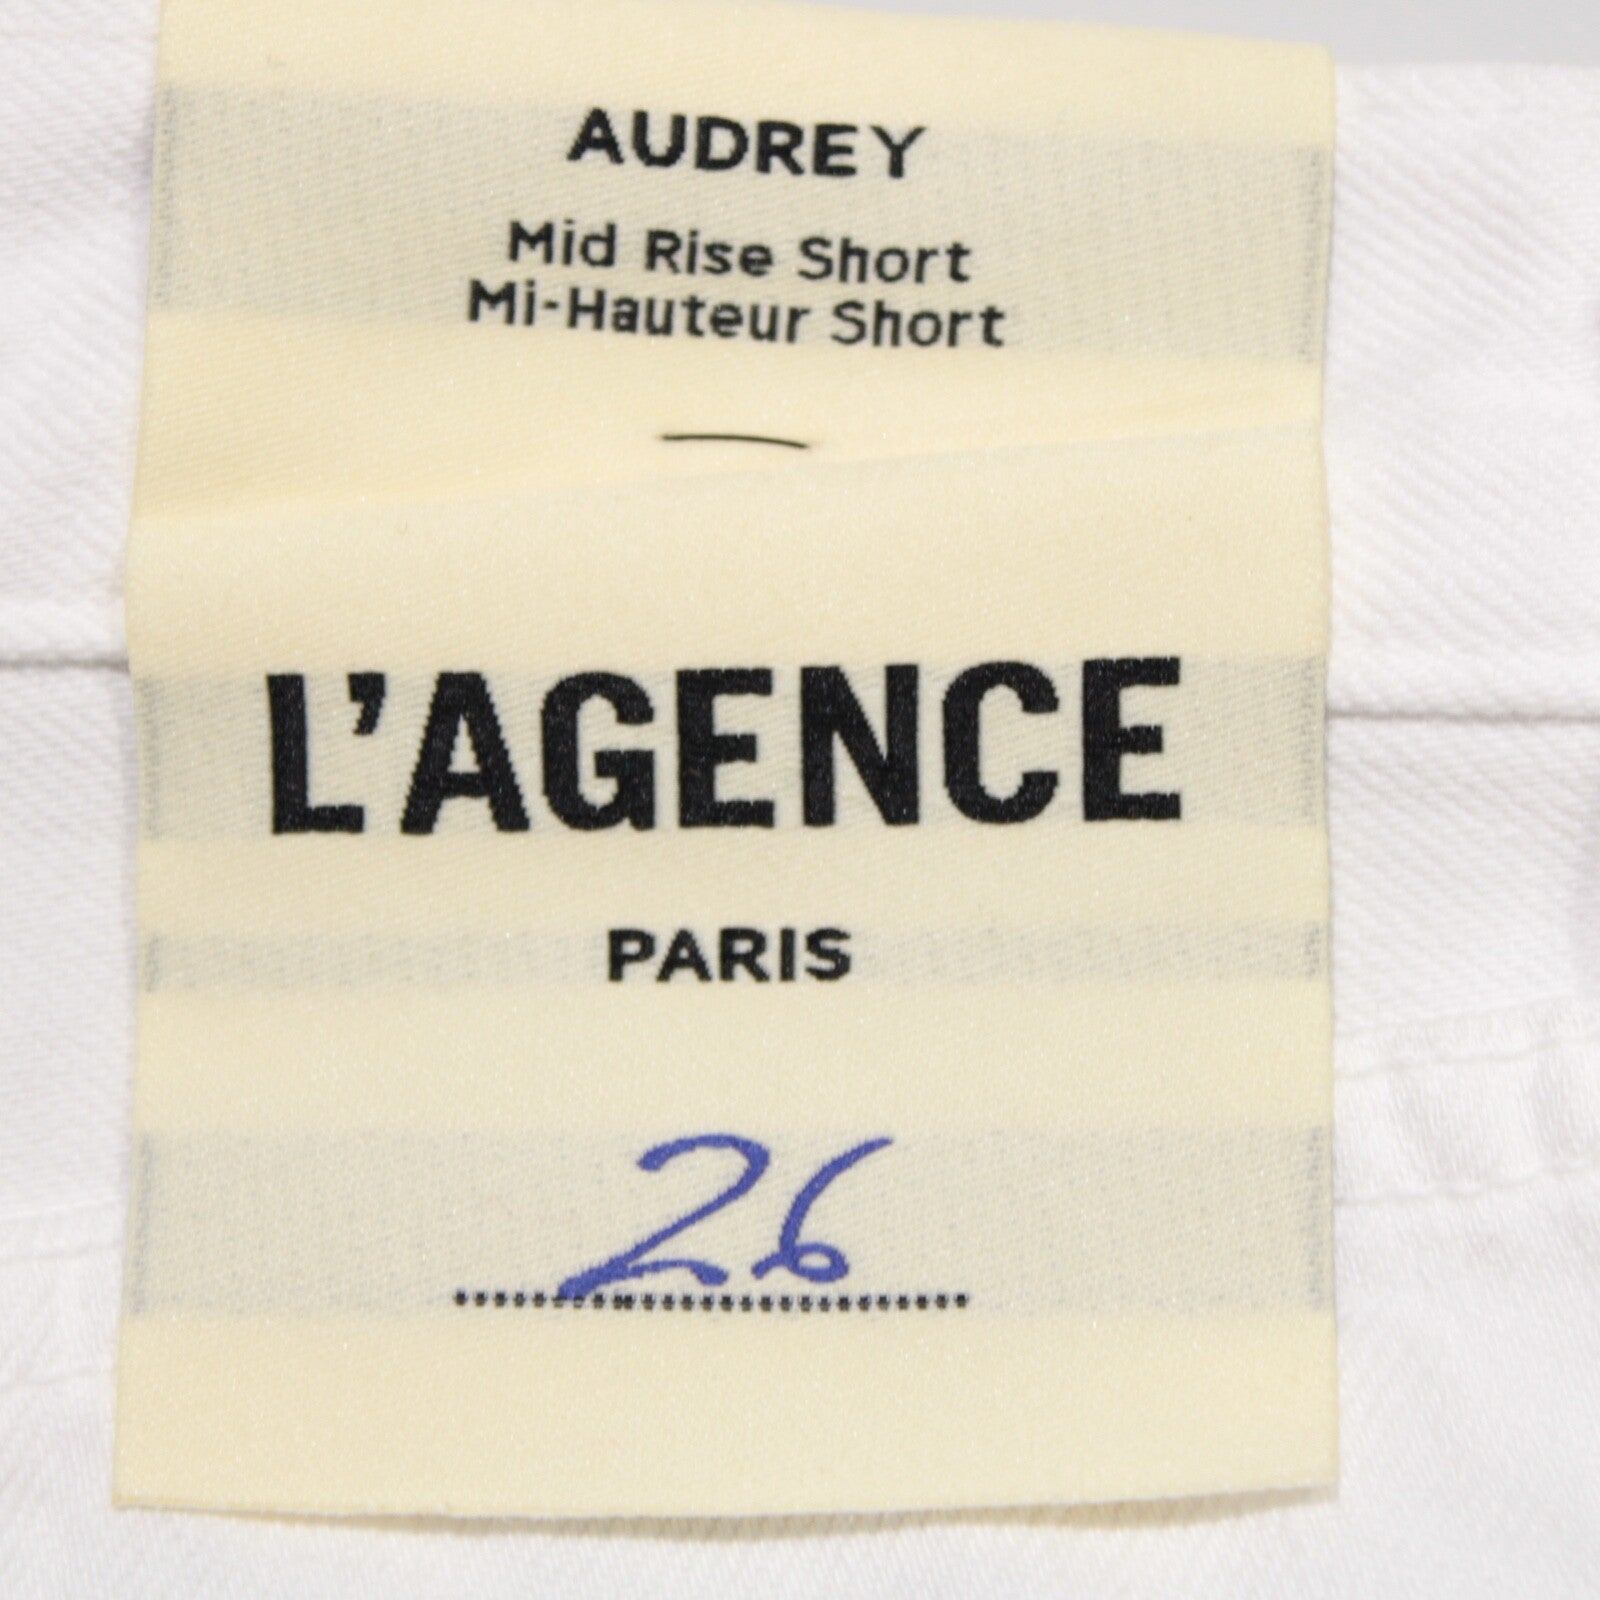 AUDREY
Mid Rise Short
Mi-Hauteur Short
L'AGENCE
PARIS
26